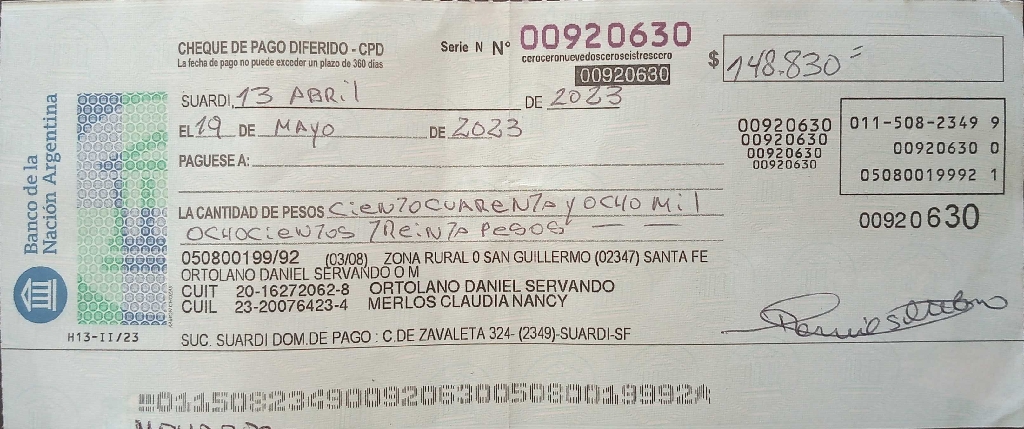 CHEQUE DE PAGO DIFERIDO - CPD
La fecha de pago no puede exceder un plazo de 360 días
Serie N N° 00920630
ceroceronuevedosceroseistrescero
00920630
$ 148.830=
SUARDI, 13 ABRil DE 2023
EL 19 DE MAYO DE 2023
PAGUESE A:
LA CANTIDAD DE PESOS CiENTOCUARENTA y OCHO Mil
OCHOCiENTOS TREiNTA PESOS — —
050800199/92 (03/08) ZONA RURAL 0 SAN GUILLERMO (02347) SANTA FE
ORTOLANO DANIEL SERVANDO O M
CUIT 20-16272062-8 ORTOLANO DANIEL SERVANDO
CUIL 23-20076423-4 MERLOS CLAUDIA NANCY
SUC. SUARDI DOM.DE PAGO : C.DE ZAVALETA 324- (2349)-SUARDI-SF
Banco de la
Nación Argentina
H13-II/23
00920630
00920630
00920630
00920630
011-508-2349 9
00920630 0
05080019992 1
00920630
01150823490092063005080019992